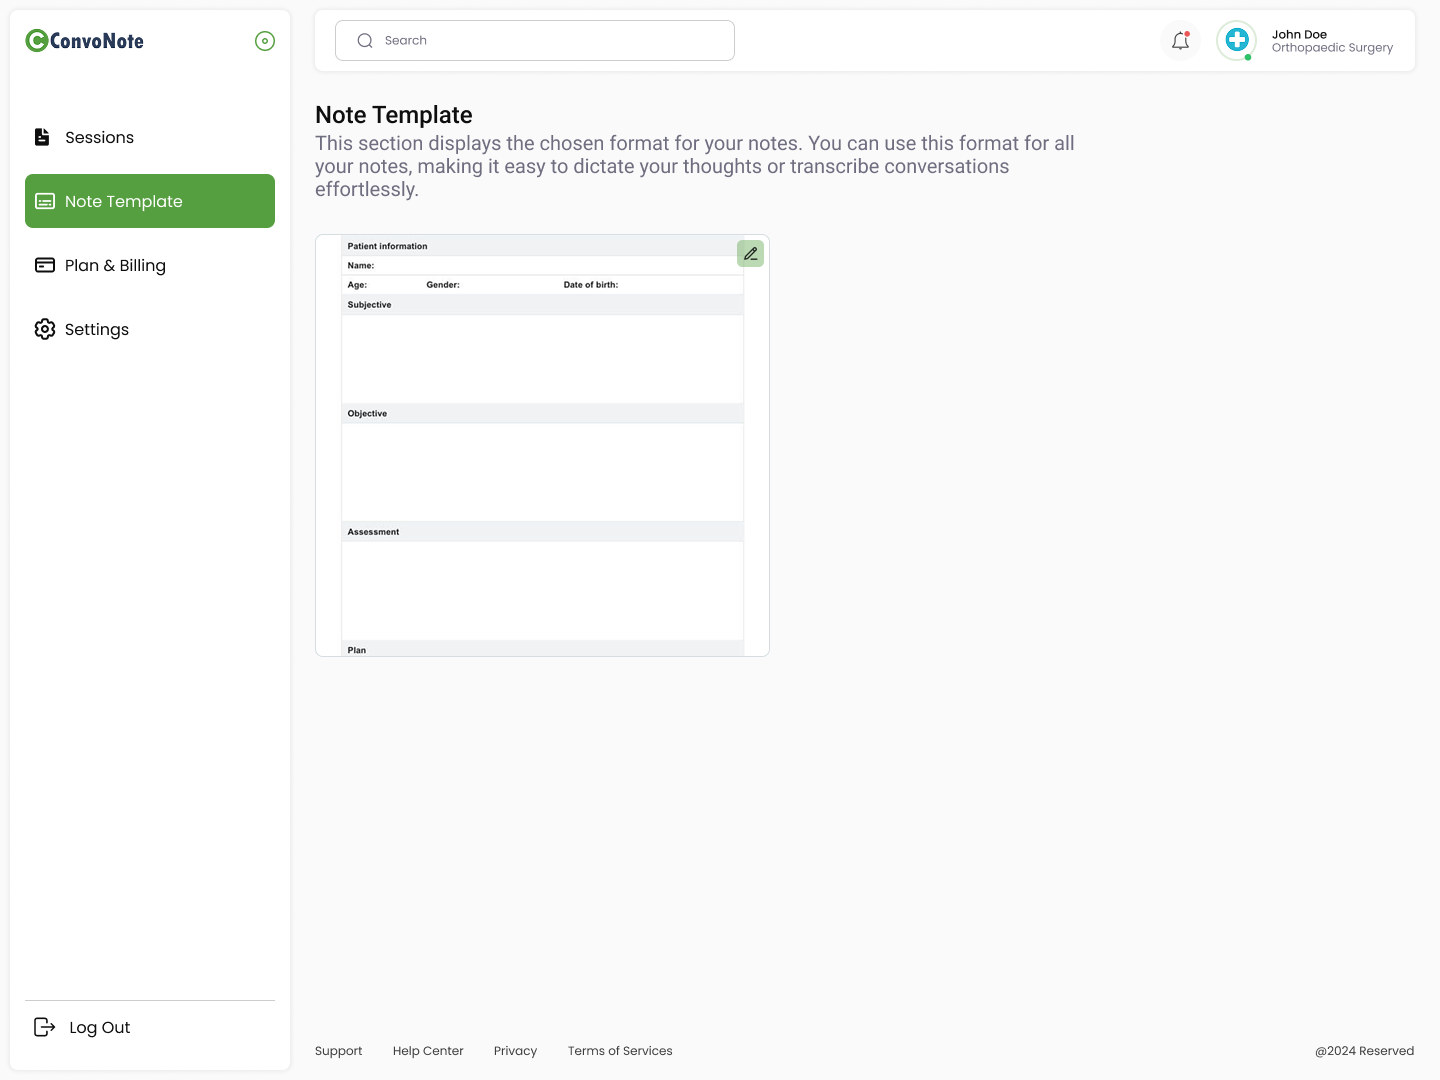 ConvoNote
Search
John Doe
Orthopaedic Surgery
Sessions
Note Template
Plan & Billing
Settings
Log Out
Note Template
This section displays the chosen format for your notes. You can use this format for all
your notes, making it easy to dictate your thoughts or transcribe conversations
effortlessly.
Patient information
Name:
Age: Gender: Date of birth:
Subjective
Objective
Assessment
Plan
Support Help Center Privacy Terms of Services @2024 Reserved